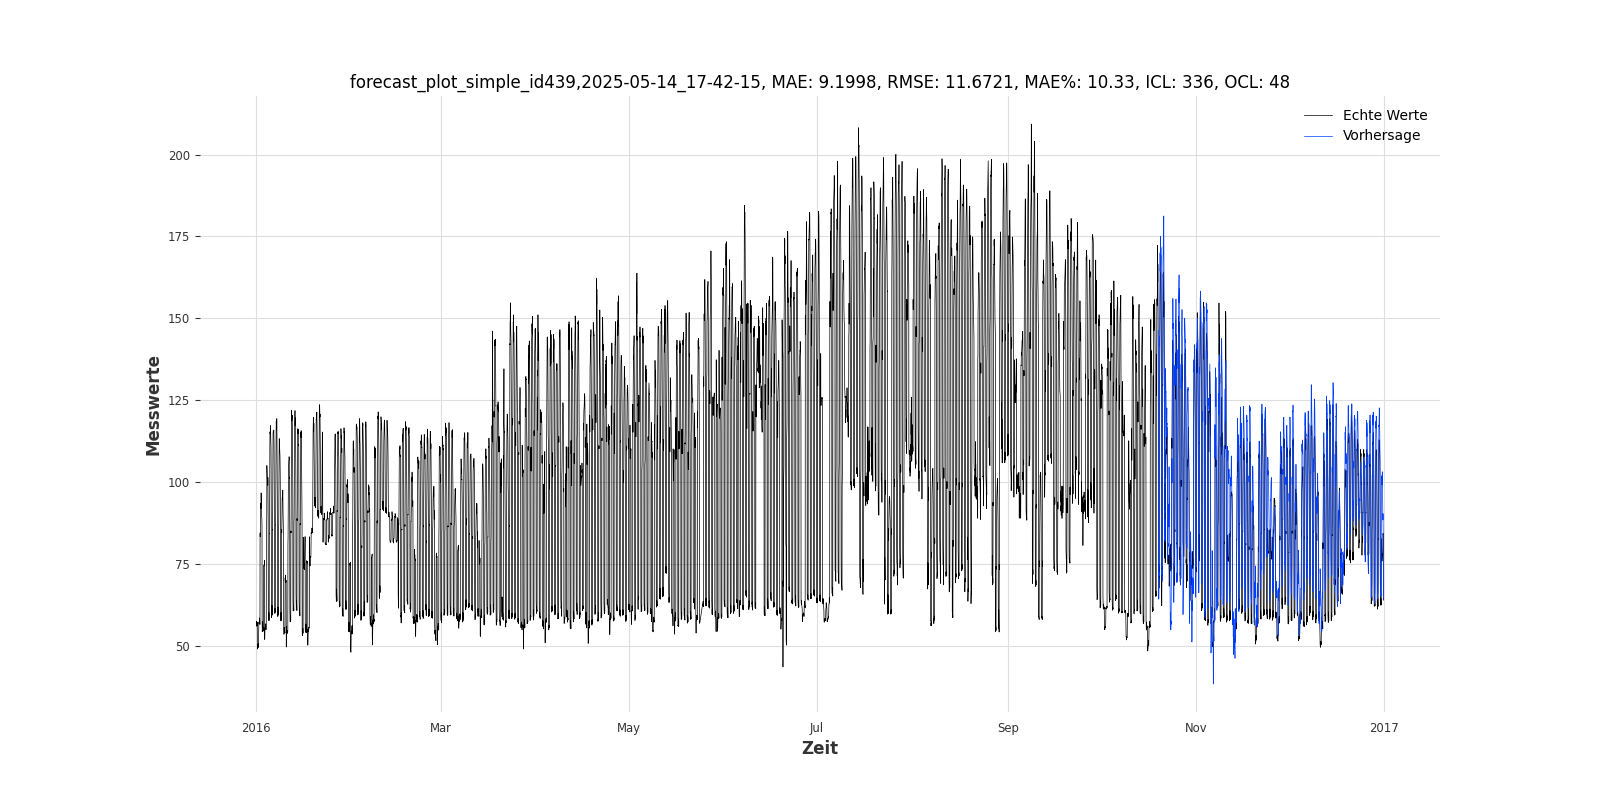 forecast_plot_simple_id439,2025-05-14_17-42-15, MAE: 9.1998, RMSE: 11.6721, MAE%: 10.33, ICL: 336, OCL: 48
Echte Werte
Vorhersage
200
175
150
125
100
75
50
Messwerte
2016
Mar
May
Jul
Sep
Nov
2017
Zeit